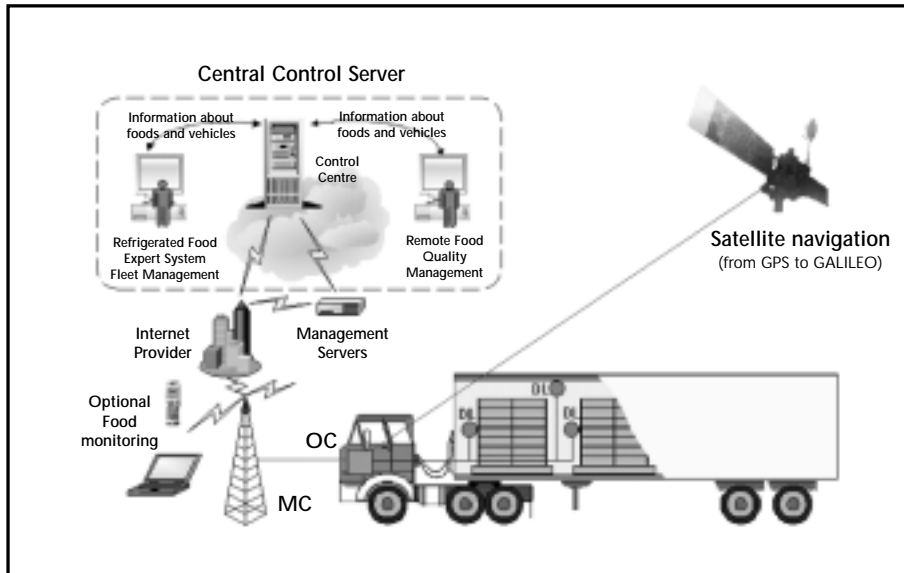 Central Control Server
Information about
foods and vehicles
Information about
foods and vehicles
Control
Centre
Refrigerated Food
Expert System
Fleet Management
Remote Food
Quality
Management
Satellite navigation
(from GPS to GALILEO)
Internet
Provider
Management
Servers
Optional
Food
monitoring
OC
MC
DL
DL
DL